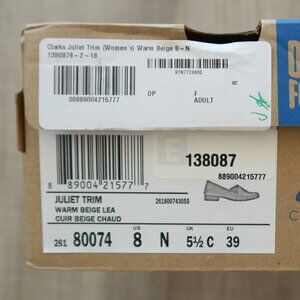 Clarks Juliet Trim (Women's) Warm Beige 8-N
1380879-2-18
00889004215777
DP
F
ADULT
R
138087
889004215777
8 89004 21577 7
JULIET TRIM
261800743055
WARM BEIGE LEA
CUIR BEIGE CHAUD
261 80074
US
8 N
UK
5½ C
EUR
39